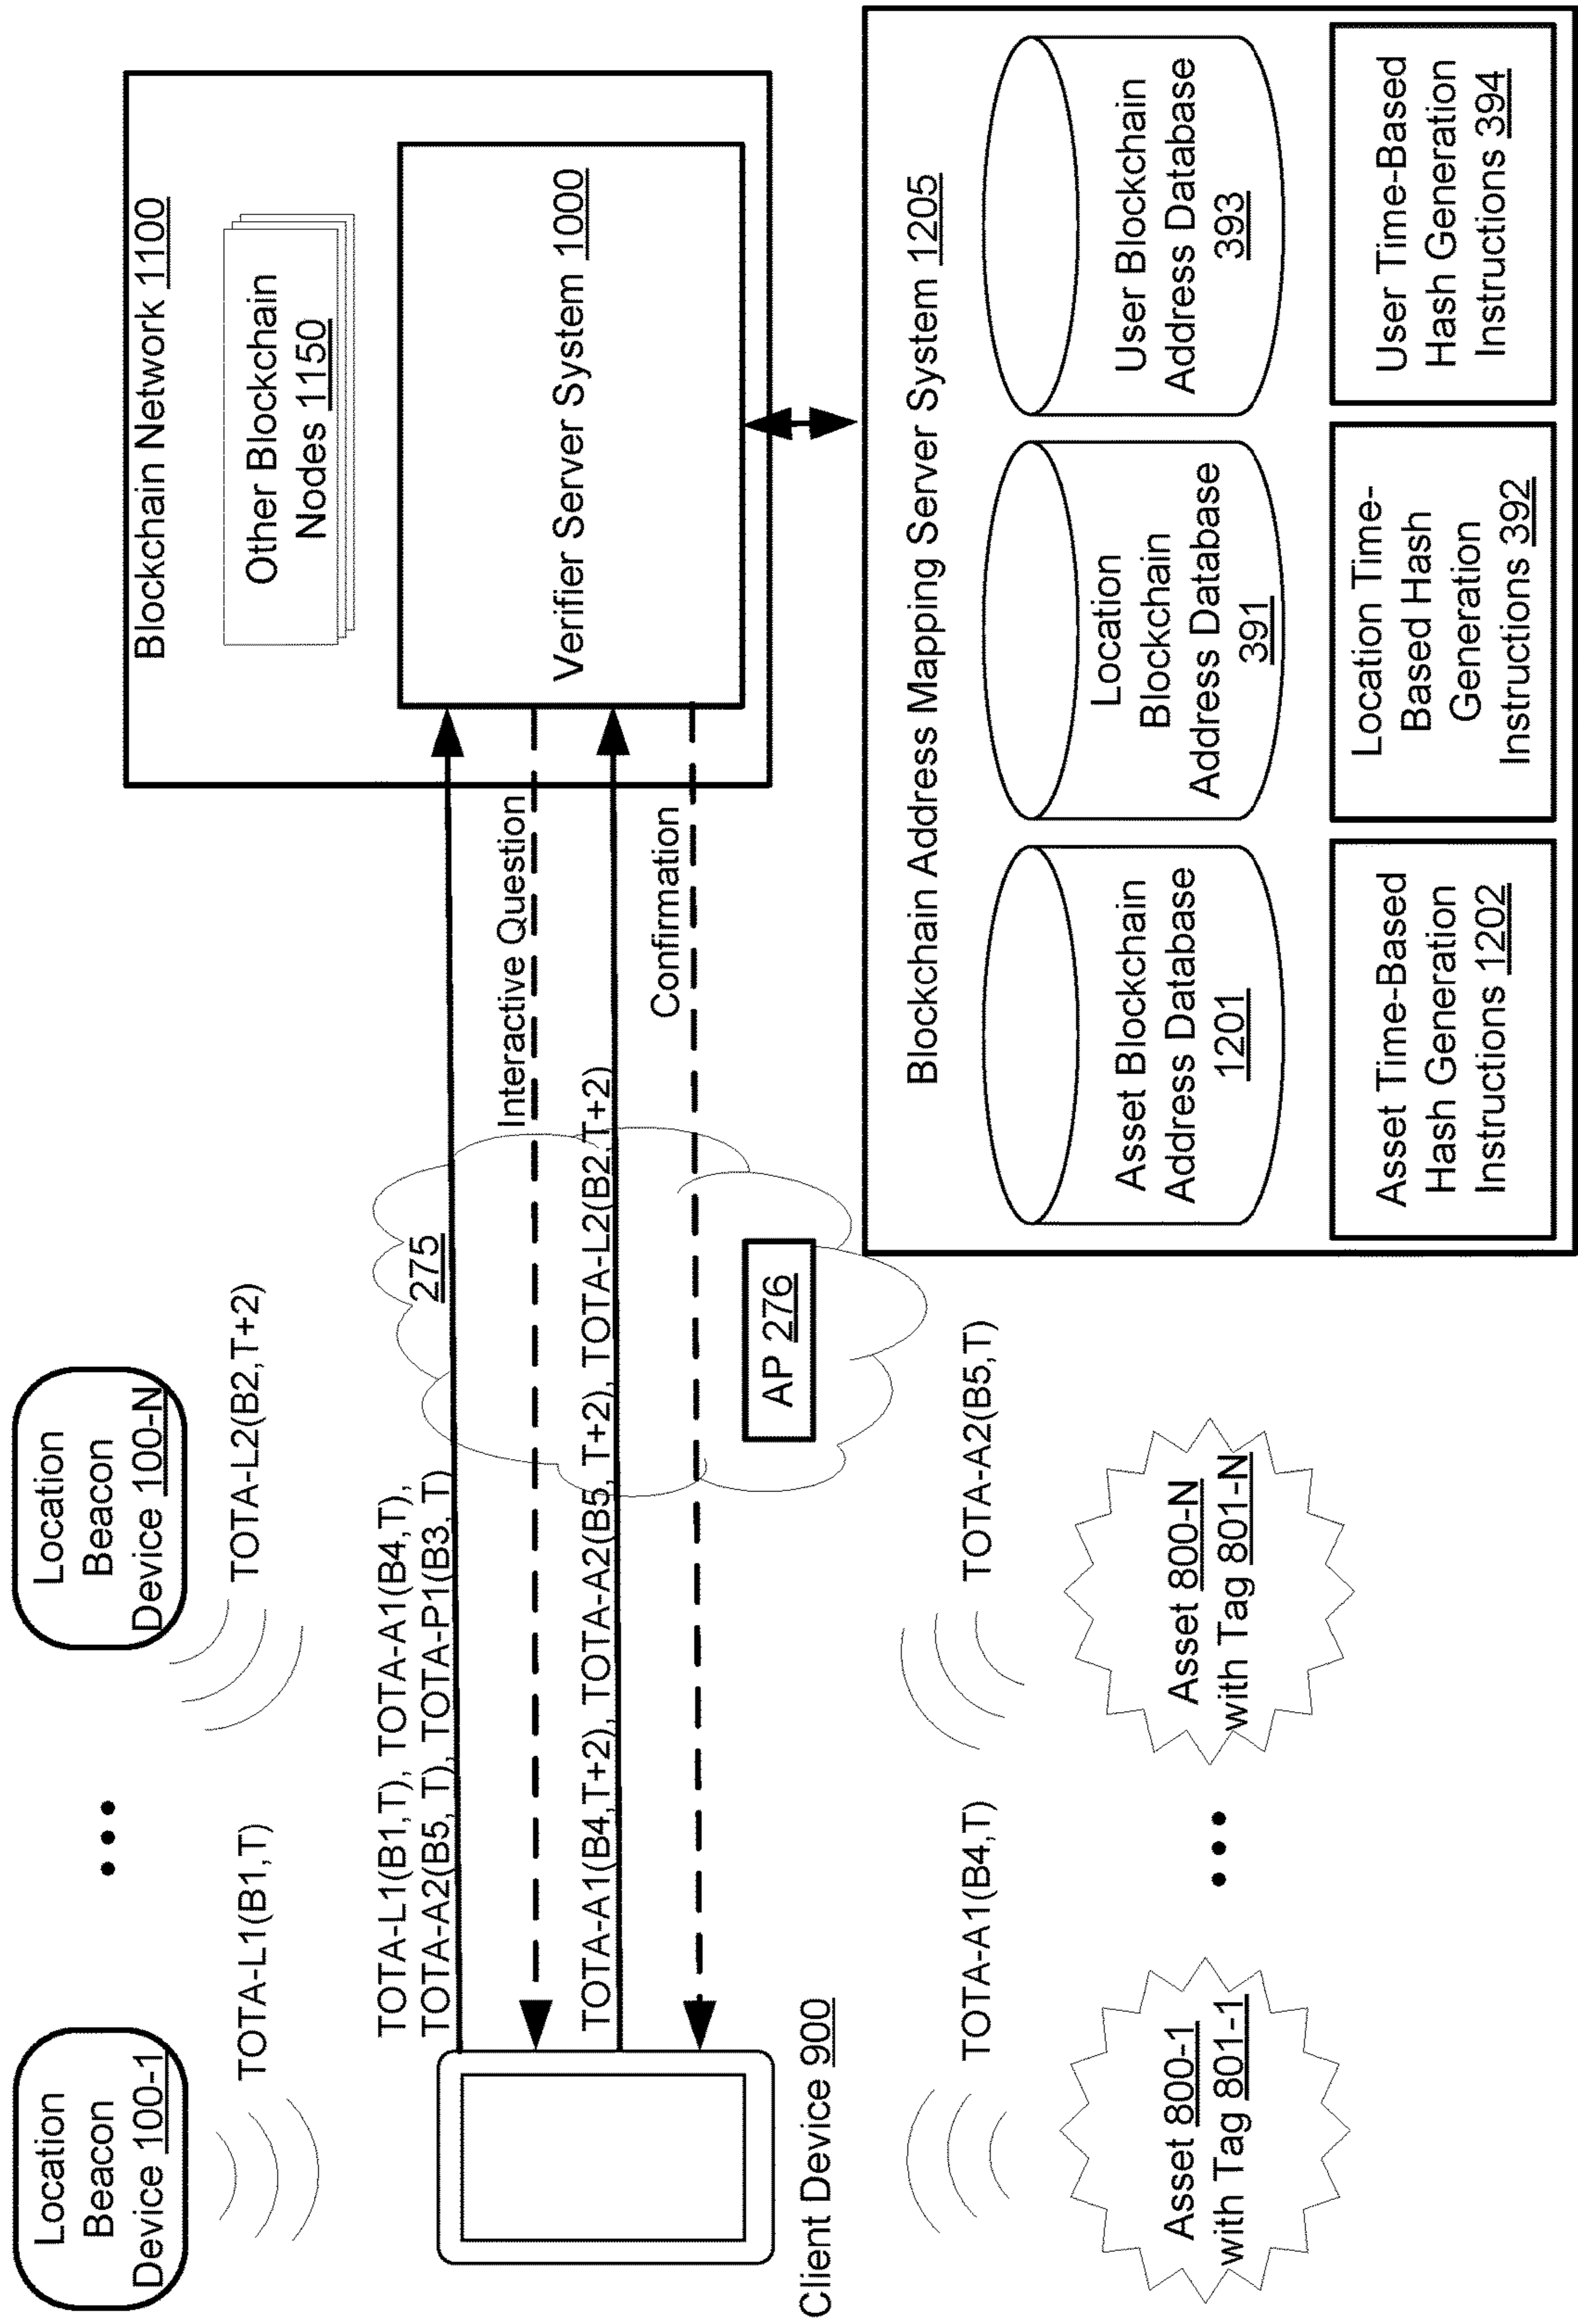 Location
Beacon
Device 100-1
TOTA-L1(B1,T)
Location
Beacon
Device 100-N
TOTA-L2(B2,T+2)
Blockchain Network 1100
Other Blockchain
Nodes 1150
Verifier Server System 1000
TOTA-L1(B1,T), TOTA-A1(B4,T),
TOTA-A2(B5, T), TOTA-P1(B3, T)
275
Interactive Question
TOTA-A1(B4,T+2), TOTA-A2(B5, T+2), TOTA-L2(B2,T+2)
Confirmation
AP 276
Client Device 900
TOTA-A1(B4,T)
Asset 800-1
with Tag 801-1
TOTA-A2(B5,T)
Asset 800-N
with Tag 801-N
Blockchain Address Mapping Server System 1205
Asset Blockchain
Address Database
1201
Location
Blockchain
Address Database
391
User Blockchain
Address Database
393
Asset Time-Based
Hash Generation
Instructions 1202
Location Time-
Based Hash
Generation
Instructions 392
User Time-Based
Hash Generation
Instructions 394